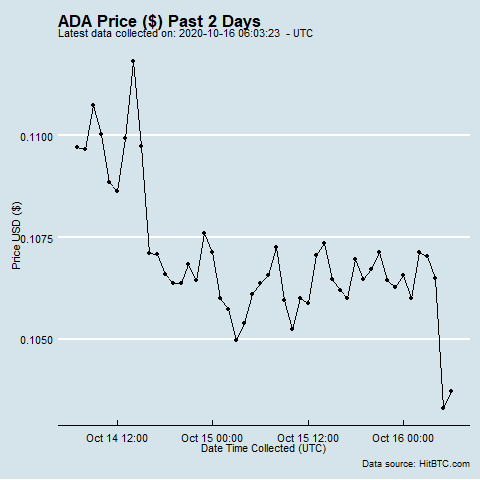 ADA Price ($) Past 2 Days
Latest data collected on: 2020-10-16 06:03:23  - UTC
Price USD ($)
0.1100
0.1075
0.1050
Oct 14 12:00
Oct 15 00:00
Oct 15 12:00
Oct 16 00:00
Date Time Collected (UTC)
Data source: HitBTC.com